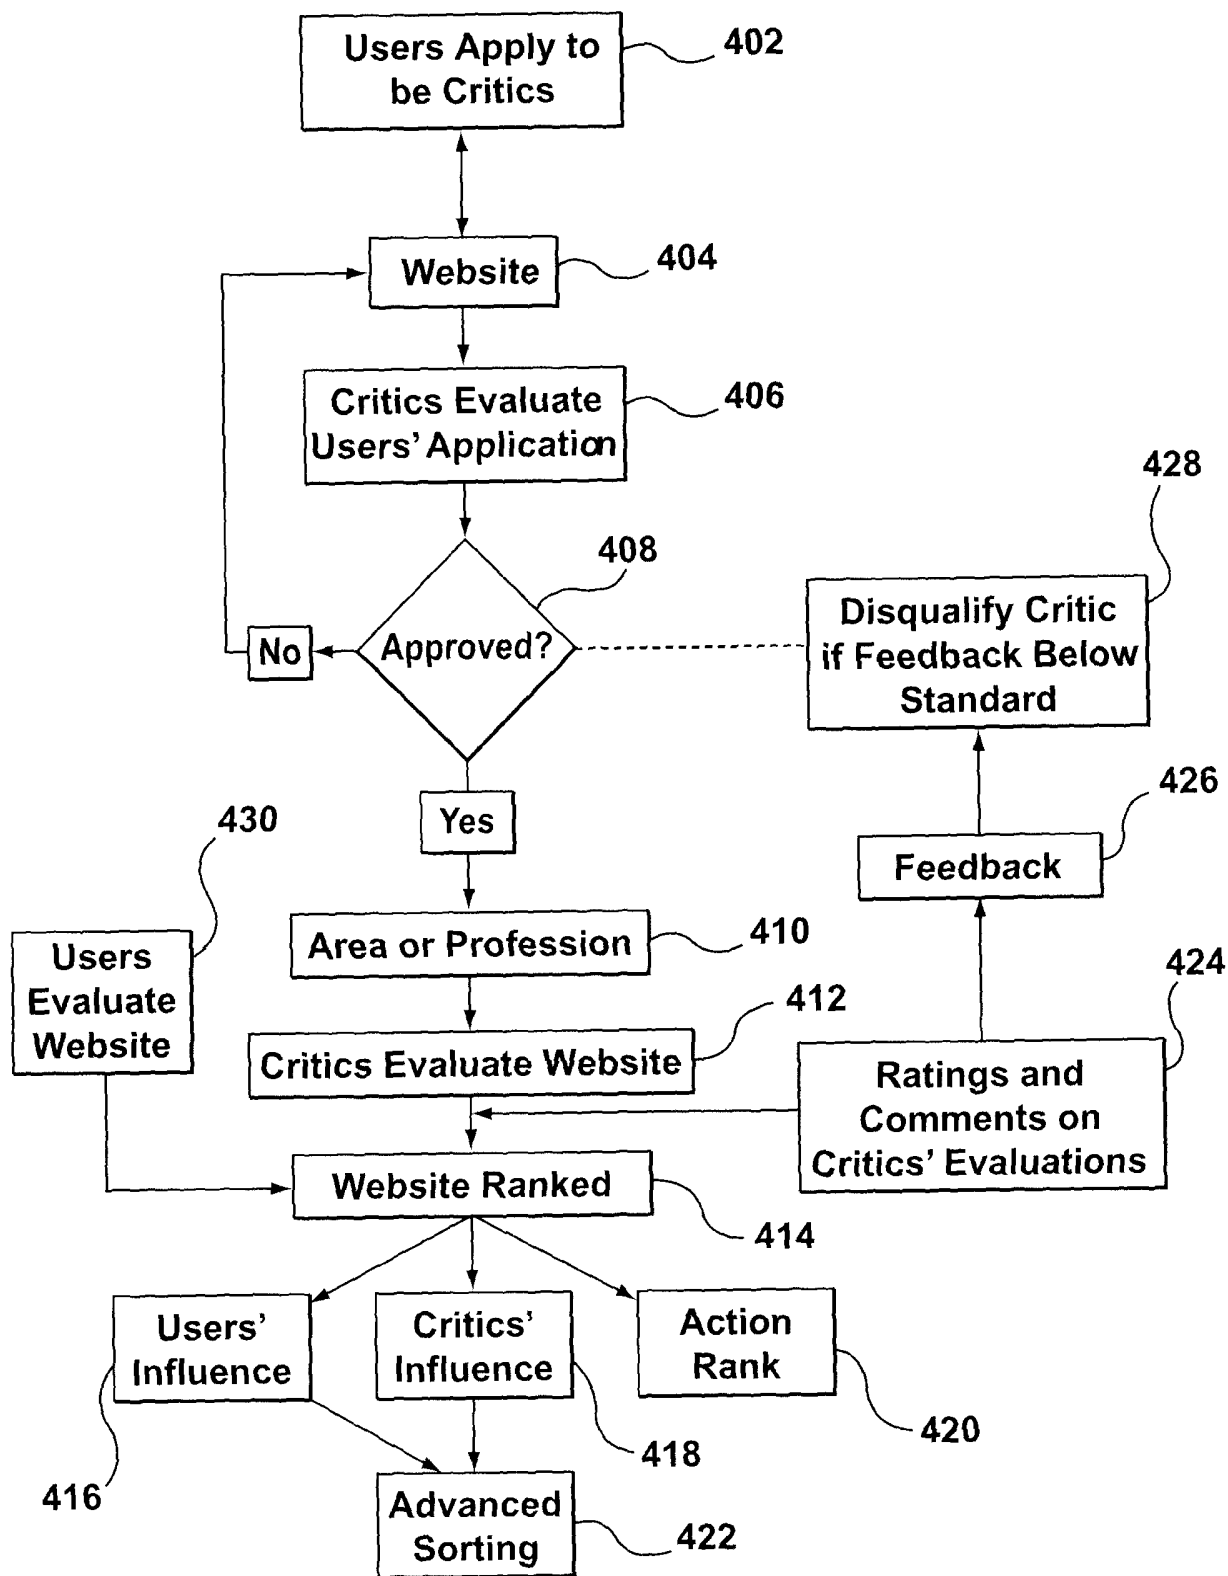 Users Apply to
be Critics
402
Website
404
Critics Evaluate
Users' Application
406
408
Approved?
No
428
Disqualify Critic
if Feedback Below
Standard
Yes
426
Feedback
430
Users
Evaluate
Website
Area or Profession
410
424
Ratings and
Comments on
Critics' Evaluations
Critics Evaluate Website
412
Website Ranked
414
Users'
Influence
416
Critics'
Influence
418
Action
Rank
420
Advanced
Sorting
422